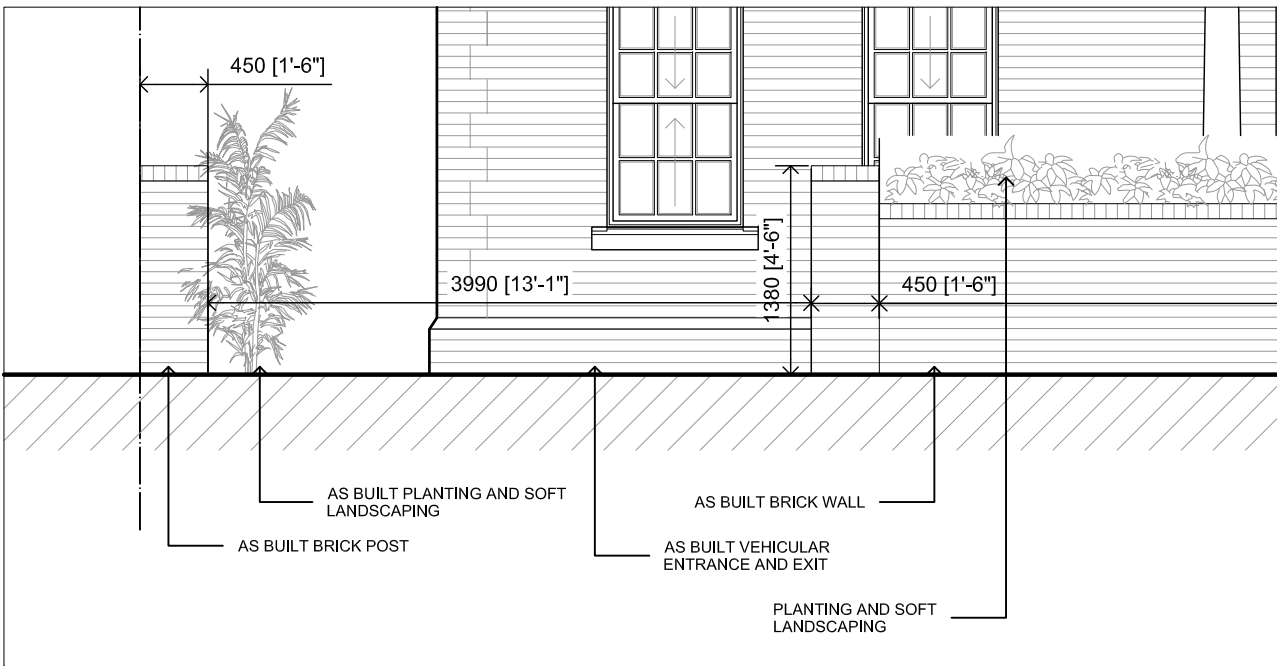 450 [1'-6"]
3990 [13'-1"]
1380 [4'-6"]
450 [1'-6"]
AS BUILT PLANTING AND SOFT
LANDSCAPING
AS BUILT BRICK WALL
AS BUILT BRICK POST
AS BUILT VEHICULAR
ENTRANCE AND EXIT
PLANTING AND SOFT
LANDSCAPING